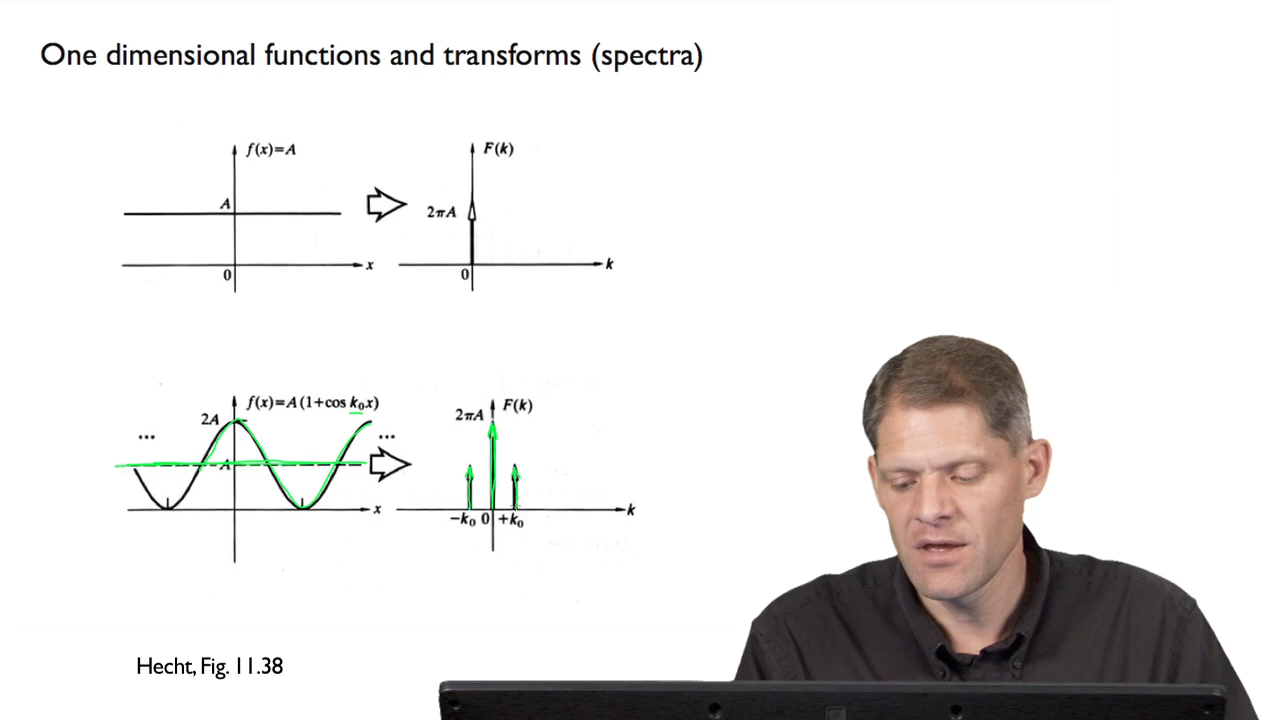 One dimensional functions and transforms (spectra)
f(x)=A
F(k)
A
2πA
0
x
0
k
f(x)=A(1+cos k₀x)
F(k)
2A
2πA
...
...
A
x
−k₀ 0 +k₀
k
Hecht, Fig. 11.38